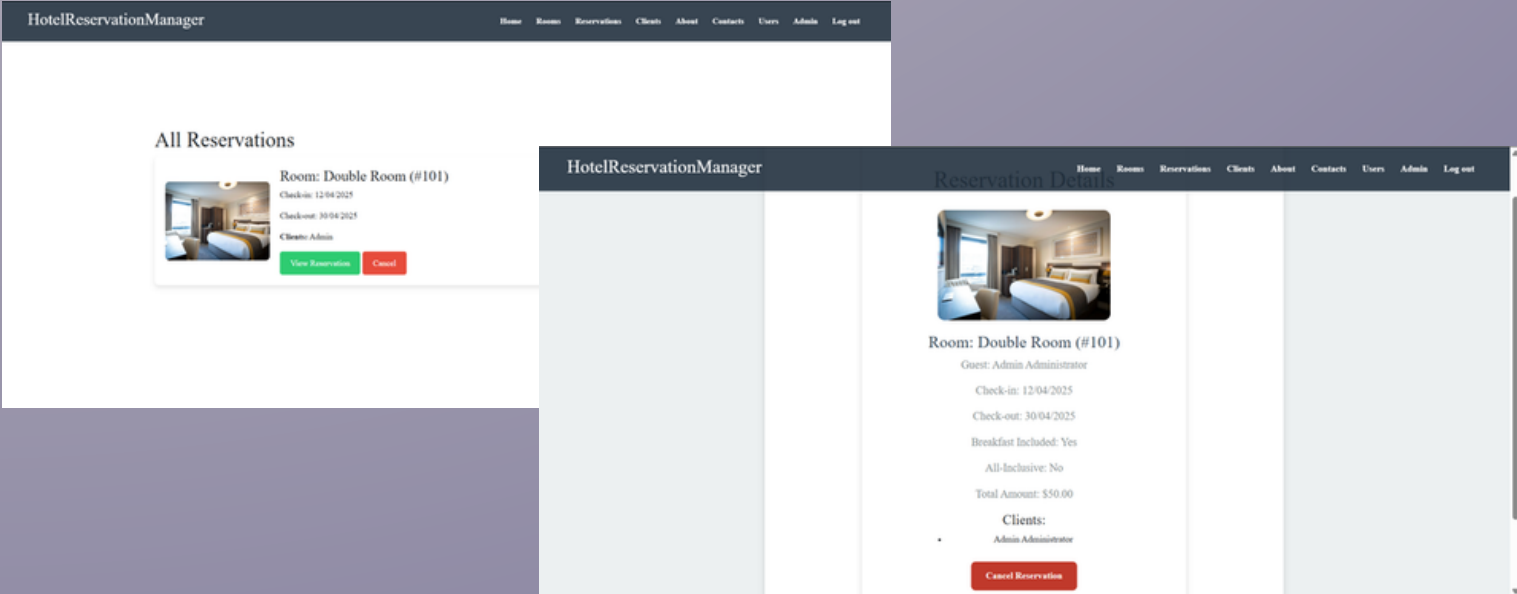 HotelReservationManager
Home Rooms Reservations Clients About Contacts Users Admin Log out
All Reservations
Room: Double Room (#101)
Check-in: 12/04/2025
Check-out: 30/04/2025
Clients: Admin
View Reservation Cancel
HotelReservationManager
Home Rooms Reservations Clients About Contacts Users Admin Log out
Reservation Details
Room: Double Room (#101)
Guest: Admin Administrator
Check-in: 12/04/2025
Check-out: 30/04/2025
Breakfast Included: Yes
All-Inclusive: No
Total Amount: $50.00
Clients:
• Admin Administrator
Cancel Reservation